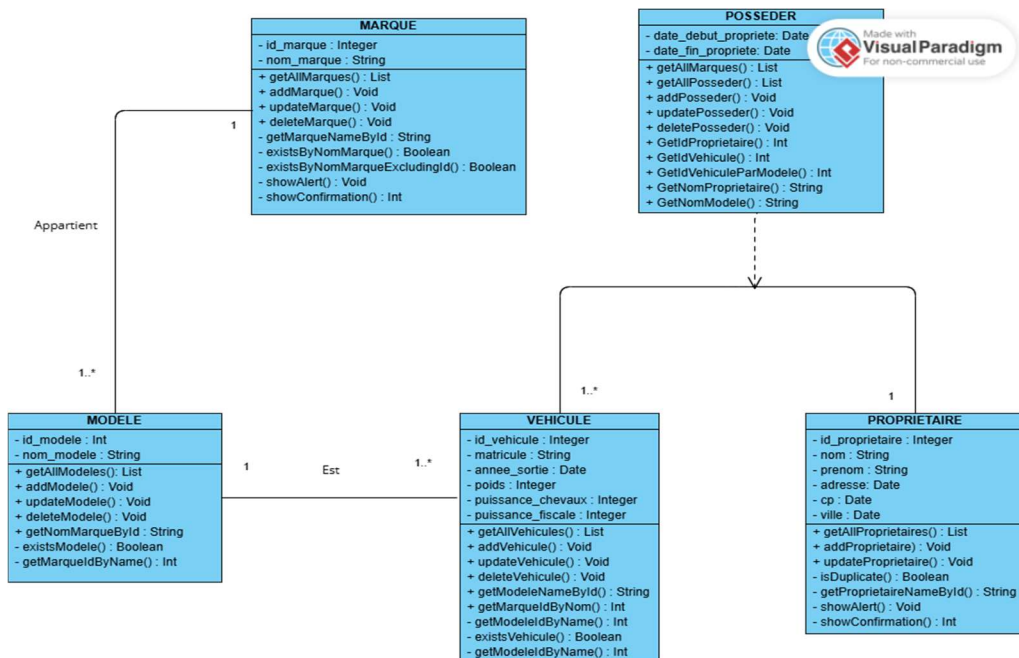 MARQUE
- id_marque : Integer
- nom_marque : String
+ getAllMarques() : List
+ addMarque() : Void
+ updateMarque() : Void
+ deleteMarque() : Void
- getMarqueNameById : String
- existsByNomMarque() : Boolean
- existsByNomMarqueExcludingId() : Boolean
- showAlert() : Void
- showConfirmation() : Int
POSSEDER
- date_debut_propriete: Date
- date_fin_propriete: Date
+ getAllMarques() : List
+ getAllPosseder() : List
+ addPosseder() : Void
+ updatePosseder() : Void
+ deletePosseder() : Void
+ GetIdProprietaire() : Int
+ GetIdVehicule() : Int
+ GetIdVehiculeParModele() : Int
+ GetNomProprietaire() : String
+ GetNomModele() : String
Made with
Visual Paradigm
For non-commercial use
1
Appartient
1..*
1..*
1
MODELE
- id_modele : Int
- nom_modele : String
+ getAllModeles(): List
+ addModele() : Void
+ updateModele() : Void
+ deleteModele() : Void
+ getNomMarqueById : String
- existsModele() : Boolean
- getMarqueIdByName() : Int
1
Est
1..*
VEHICULE
- id_vehicule : Integer
- matricule : String
- annee_sortie : Date
- poids : Integer
- puissance_chevaux : Integer
- puissance_fiscale : Integer
+ getAllVehicules() : List
+ addVehicule() : Void
+ updateVehicule() : Void
+ deleteVehicule() : Void
+ getModeleNameById() : String
+ getMarqueIdByNom() : Int
- getModeleIdByName() : Int
- existsVehicule() : Boolean
- getModeleIdByName() : Int
PROPRIETAIRE
- id_proprietaire : Integer
- nom : String
- prenom : String
- adresse: Date
- cp : Date
- ville : Date
+ getAllProprietaires() : List
+ addProprietaire) : Void
+ updateProprietaire() : Void
- isDuplicate() : Boolean
- getProprietaireNameById() : String
- showAlert() : Void
- showConfirmation() : Int